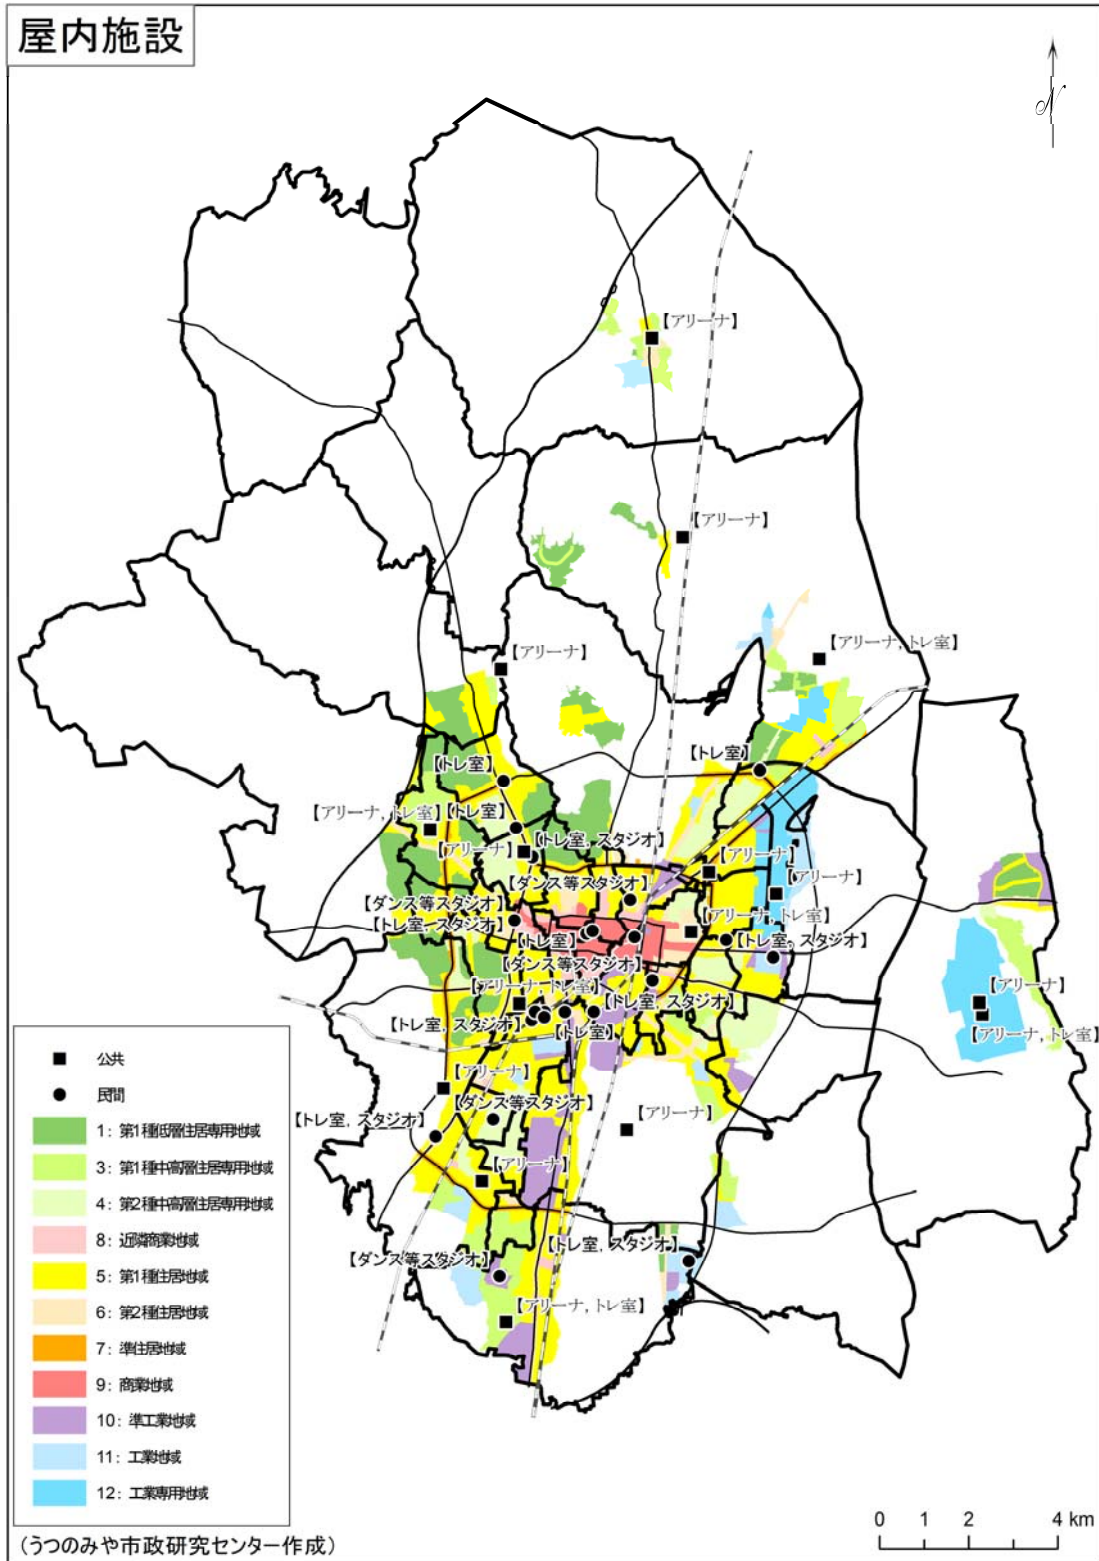 屋内施設
N
【アリーナ】
【アリーナ】
【アリーナ, トレ室】
【アリーナ】
【トレ室】
【トレ室】
【アリーナ, トレ室】
【トレ室】
【トレ室, スタジオ】
【アリーナ】
【アリーナ】
【ダンス等スタジオ】
【アリーナ】
【ダンス等スタジオ】
【アリーナ, トレ室】
【トレ室, スタジオ】
【トレ室】
【トレ室, スタジオ】
【ダンス等スタジオ】
【アリーナ】
【アリーナ, トレ室】
【トレ室, スタジオ】
【トレ室, スタジオ】
【トレ室】
【アリーナ, トレ室】
【アリーナ】
【ダンス等スタジオ】
【アリーナ】
【トレ室, スタジオ】
【アリーナ】
【トレ室, スタジオ】
【ダンス等スタジオ】
【アリーナ, トレ室】
公共
民間
1: 第1種低層住居専用地域
3: 第1種中高層住居専用地域
4: 第2種中高層住居専用地域
8: 近隣商業地域
5: 第1種住居地域
6: 第2種住居地域
7: 準住居地域
9: 商業地域
10: 準工業地域
11: 工業地域
12: 工業専用地域
0 1 2 4 km
(うつのみや市政研究センター作成)